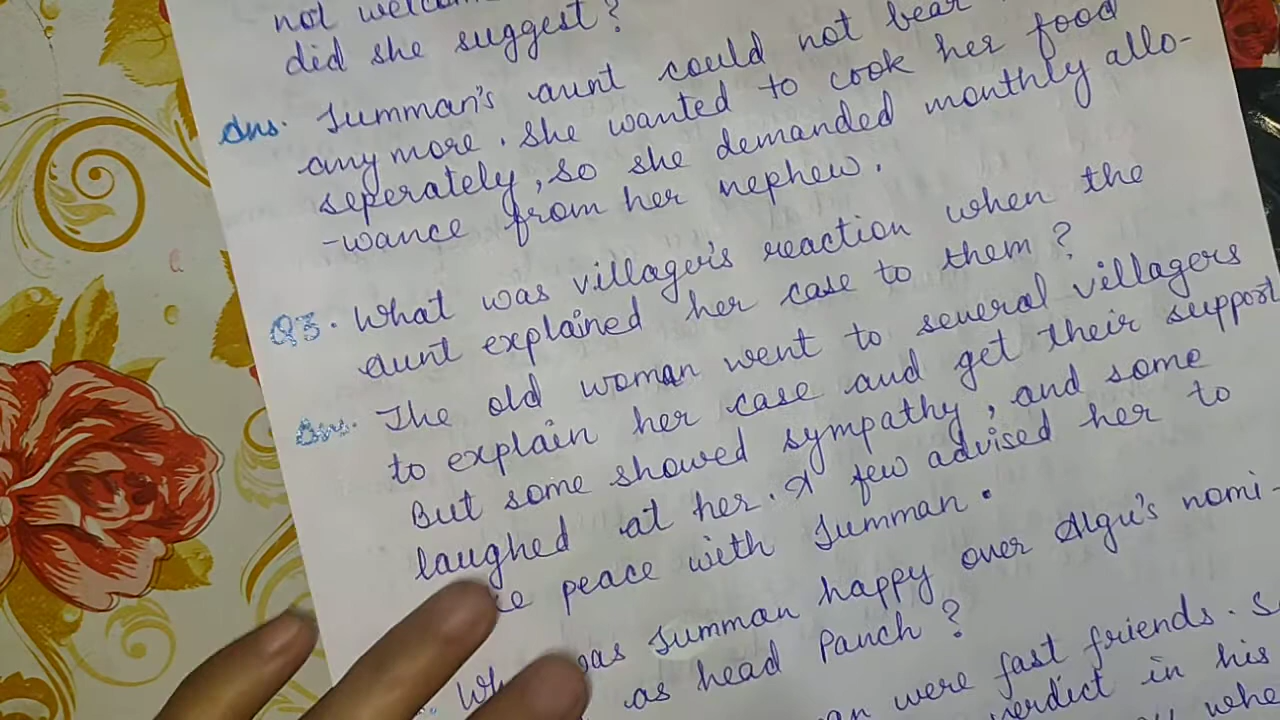 not
did she suggest?
Ans. Jumman's aunt could not bear
anymore. She wanted to cook her food
seperately, so she demanded monthly allo-
-wance from her nephew.
Q3. What was villager's reaction when the
aunt explained her case to them?
Ans. The old woman went to several villagers
to explain her case and get their support
But some showed sympathy, and some
laughed at her. A few advised her to
peace with Jumman.
Jumman happy over Algu's nomi-
as head Panch?
were fast friends.
verdict in his